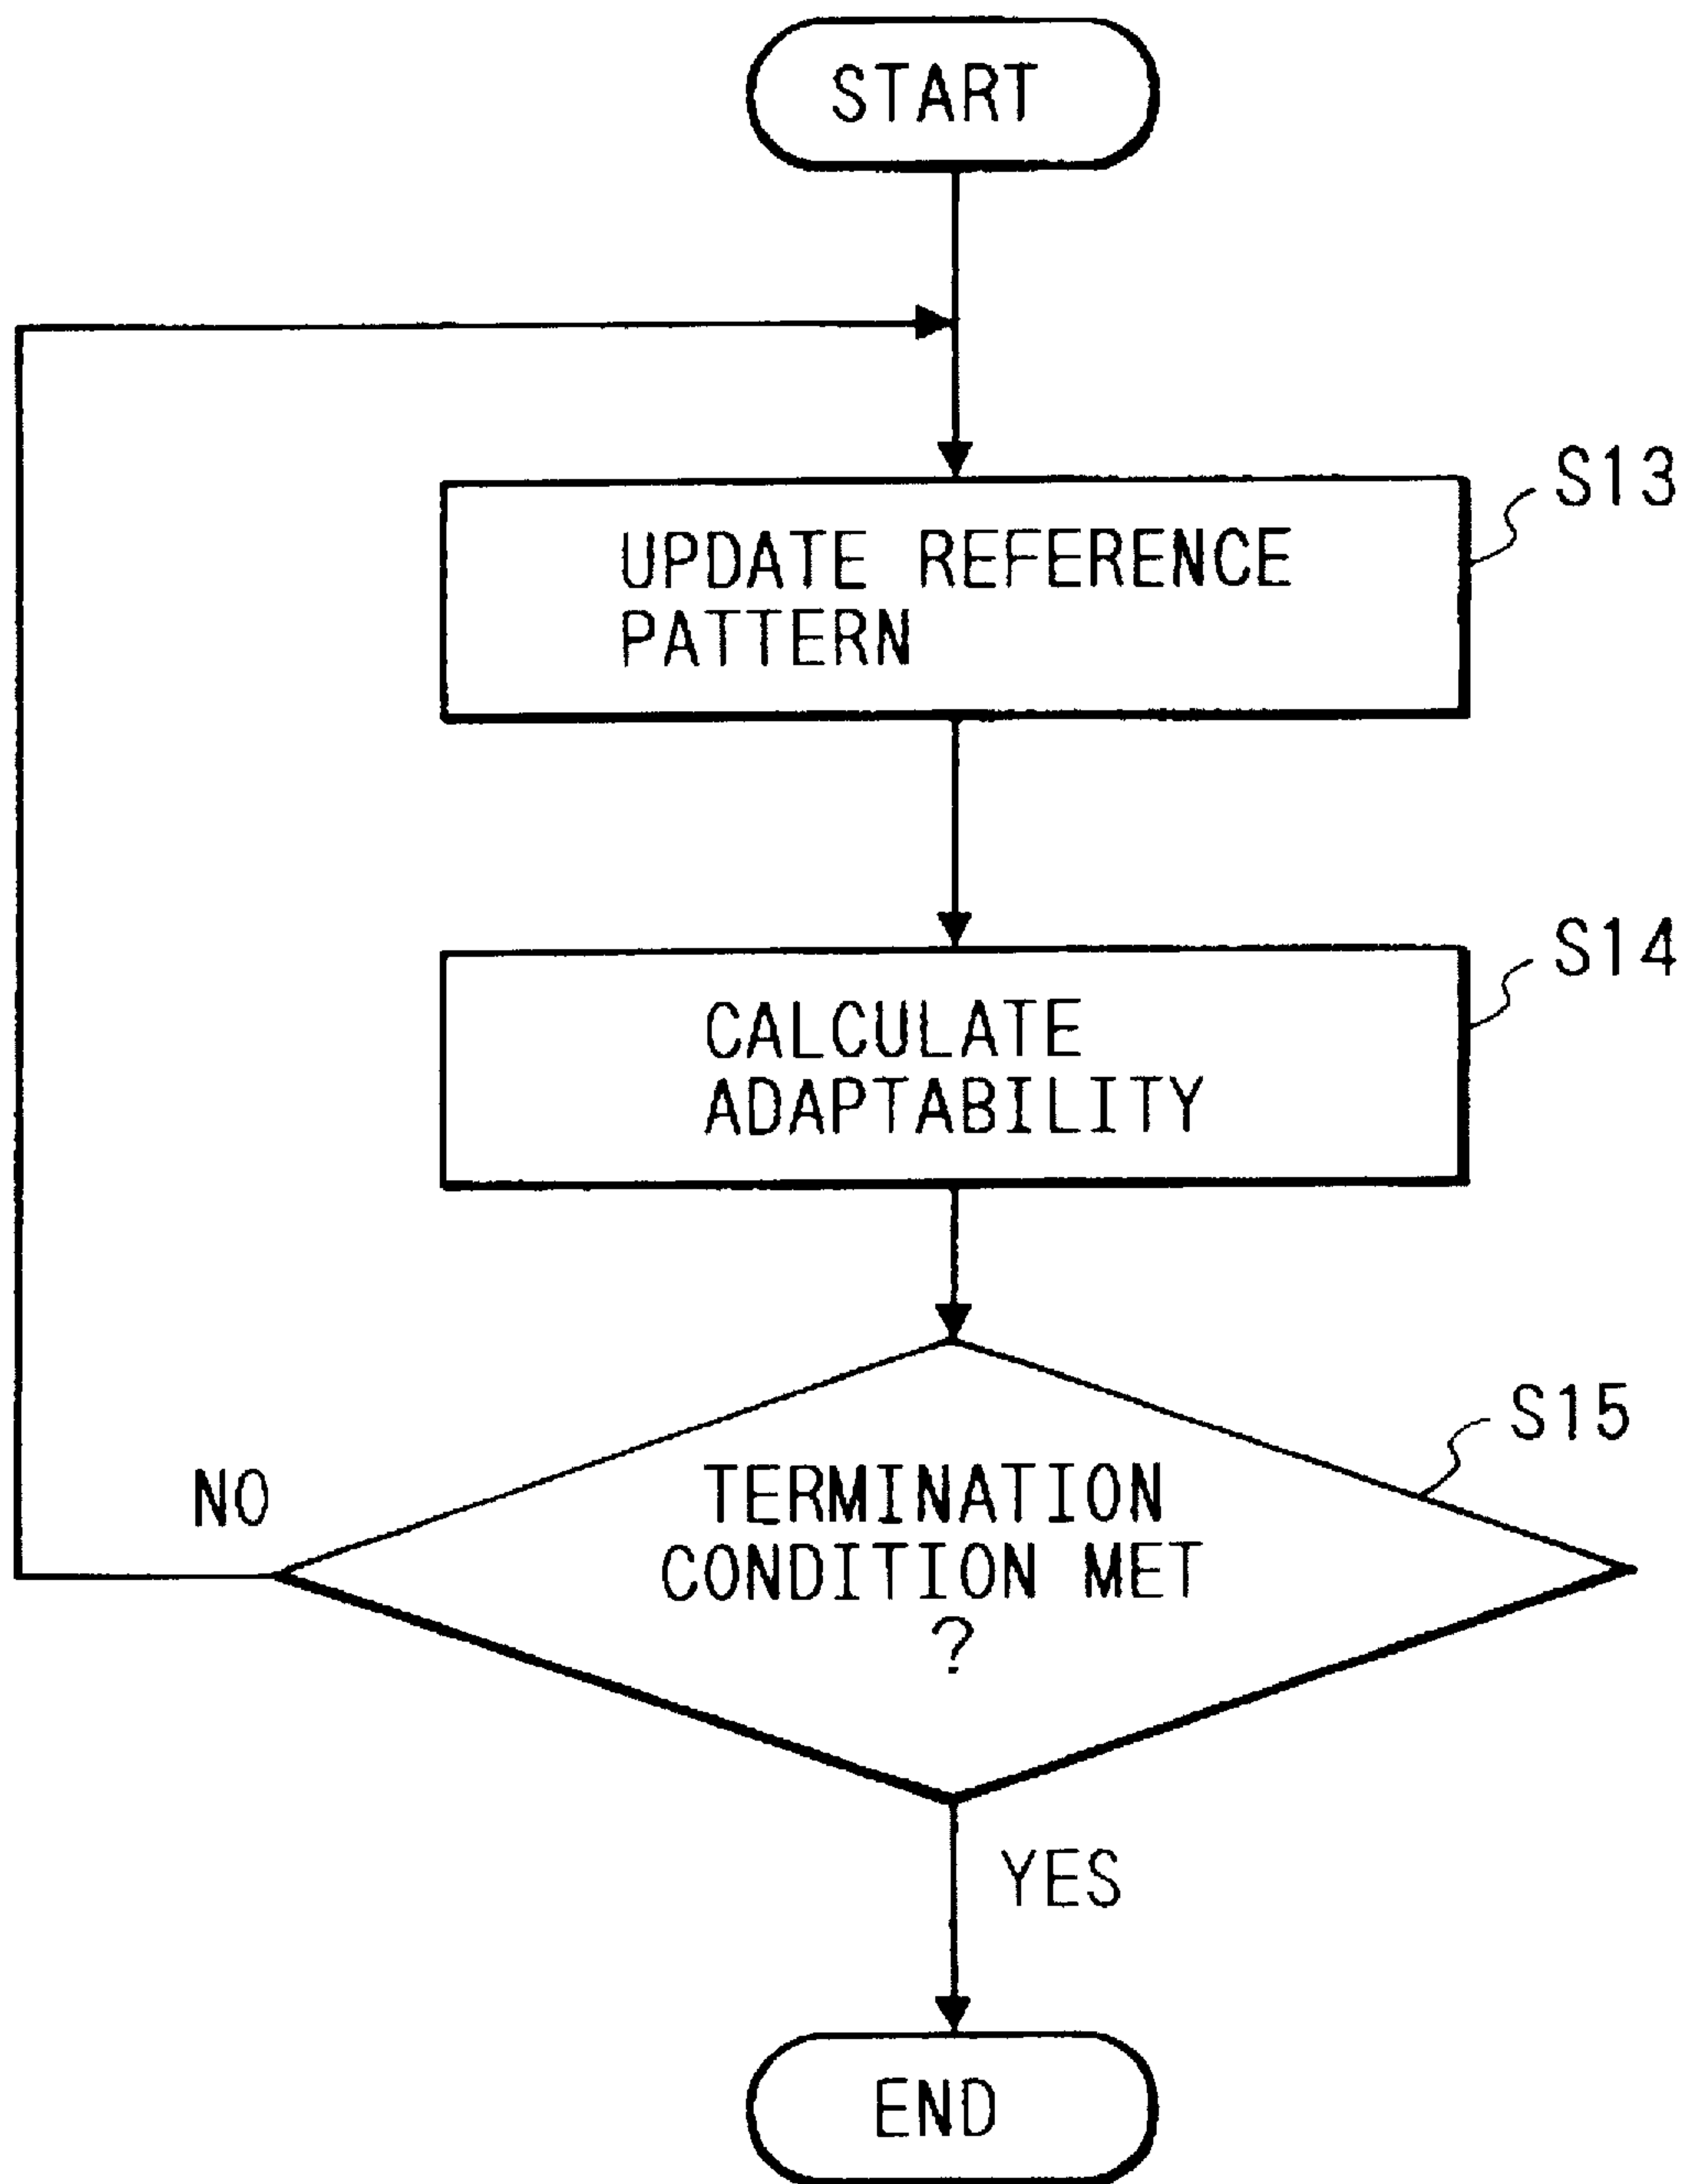 START
S13
UPDATE REFERENCE
PATTERN
S14
CALCULATE
ADAPTABILITY
S15
NO
TERMINATION
CONDITION MET
?
YES
END